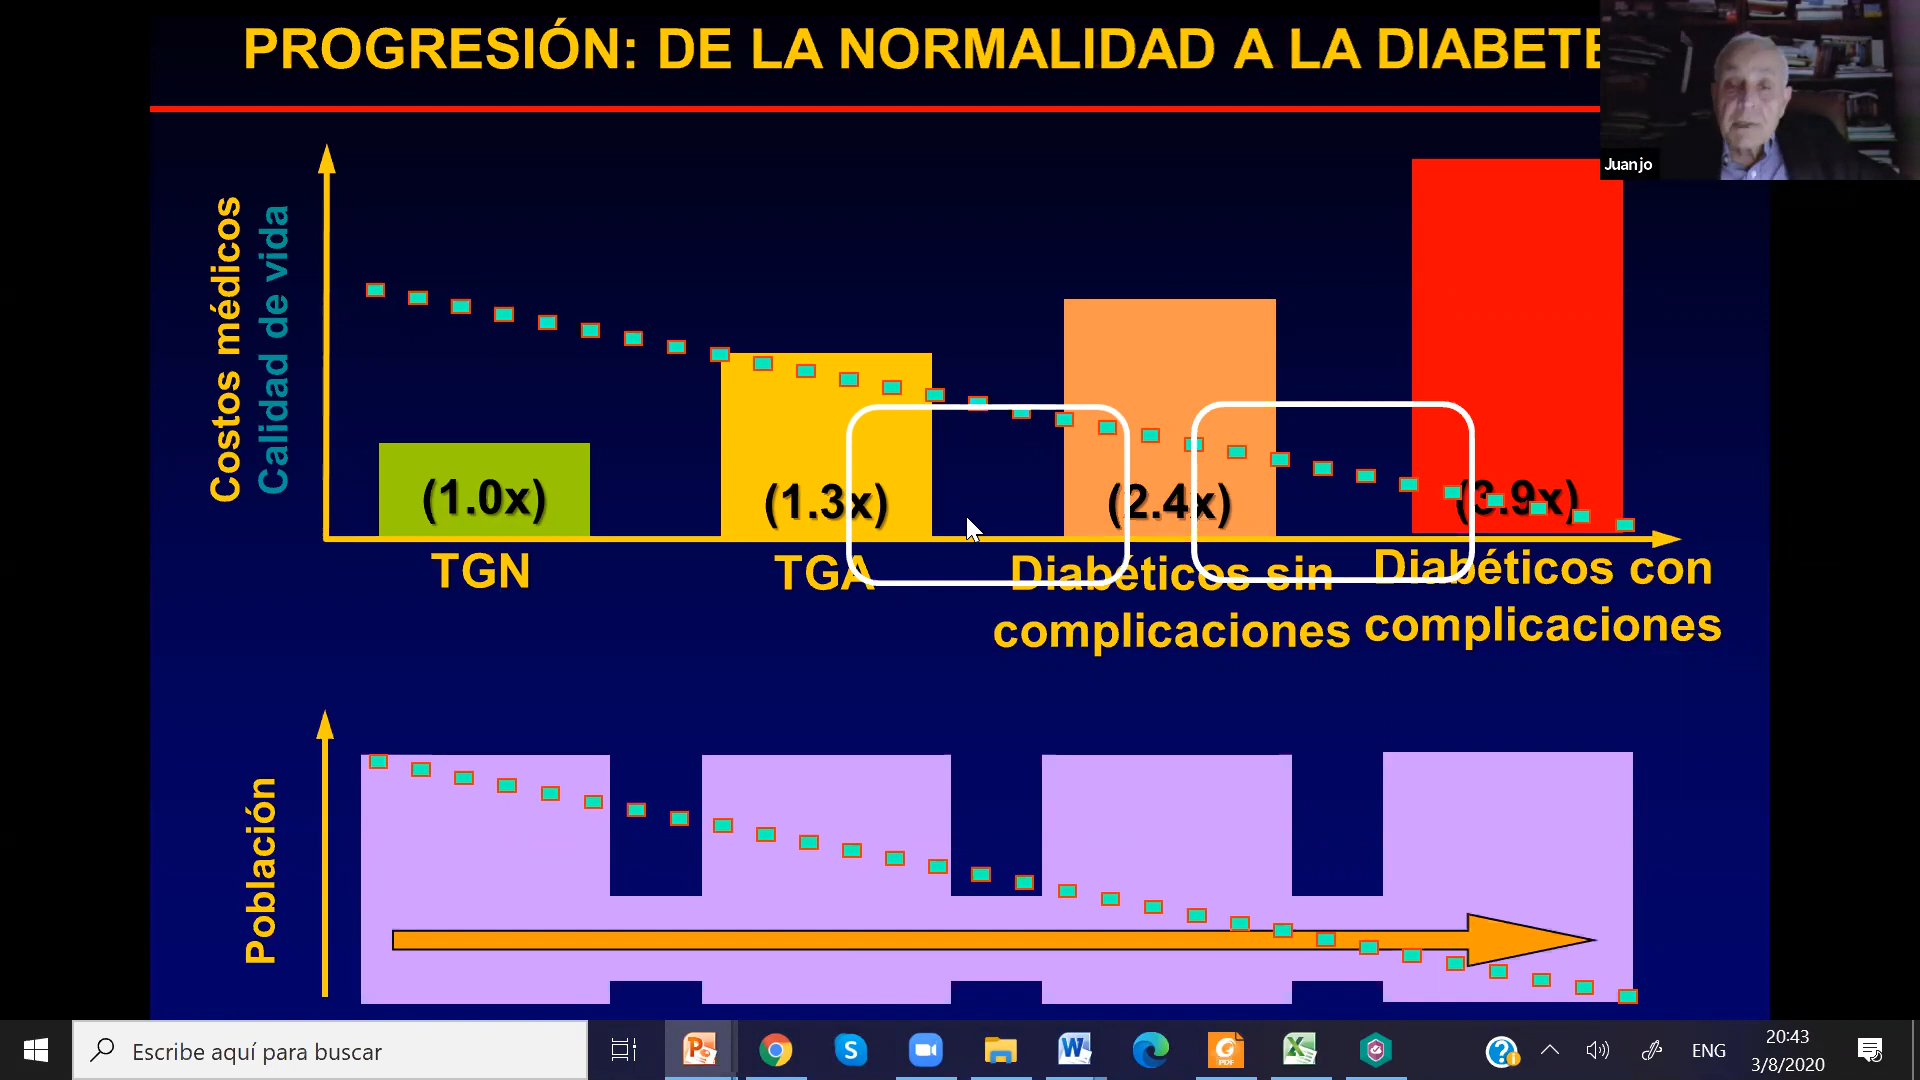 PROGRESIÓN: DE LA NORMALIDAD A LA DIABETE
Juanjo
Costos médicos
Calidad de vida
(1.0x)
(1.3x)
(2.4x)
(3.9x)
TGN
TGA
Diabéticos sin
complicaciones
Diabéticos con
complicaciones
Población
Escribe aquí para buscar
ENG
20:43
3/8/2020